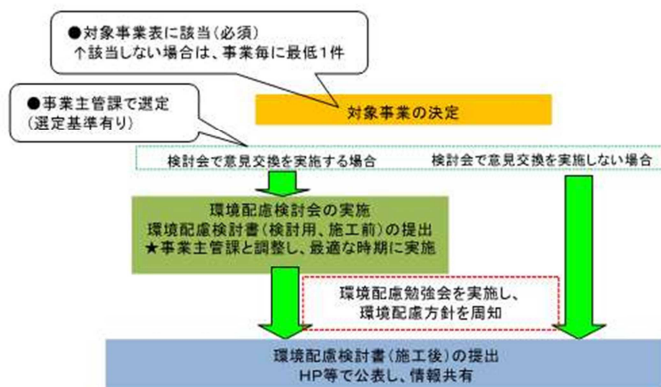 ●対象事業表に該当(必須)
↑該当しない場合は、事業毎に最低1件
●事業主管課で選定
(選定基準有り)
対象事業の決定
検討会で意見交換を実施する場合
検討会で意見交換を実施しない場合
環境配慮検討会の実施
環境配慮検討書(検討用、施工前)の提出
★事業主管課と調整し、最適な時期に実施
環境配慮勉強会を実施し、
環境配慮方針を周知
環境配慮検討書(施工後)の提出
HP等で公表し、情報共有